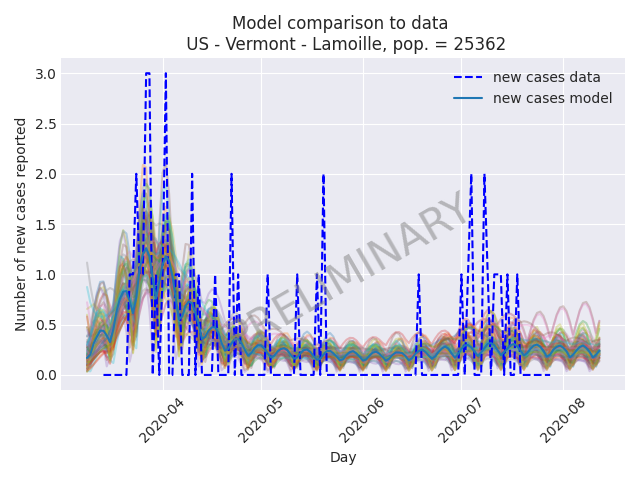 Model comparison to data
US - Vermont - Lamoille, pop. = 25362
new cases data
new cases model
Number of new cases reported
3.0
2.5
2.0
1.5
1.0
0.5
0.0
PRELIMINARY
2020-04
2020-05
2020-06
2020-07
2020-08
Day